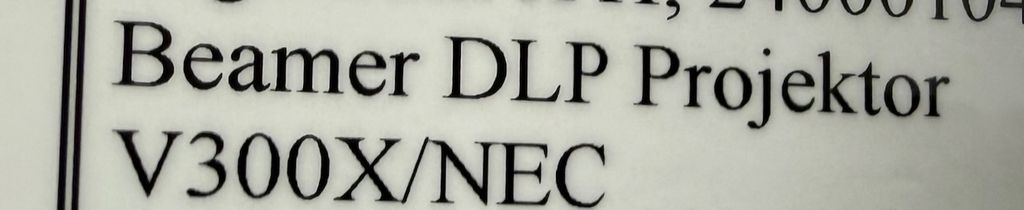 Beamer DLP Projektor
V300X/NEC